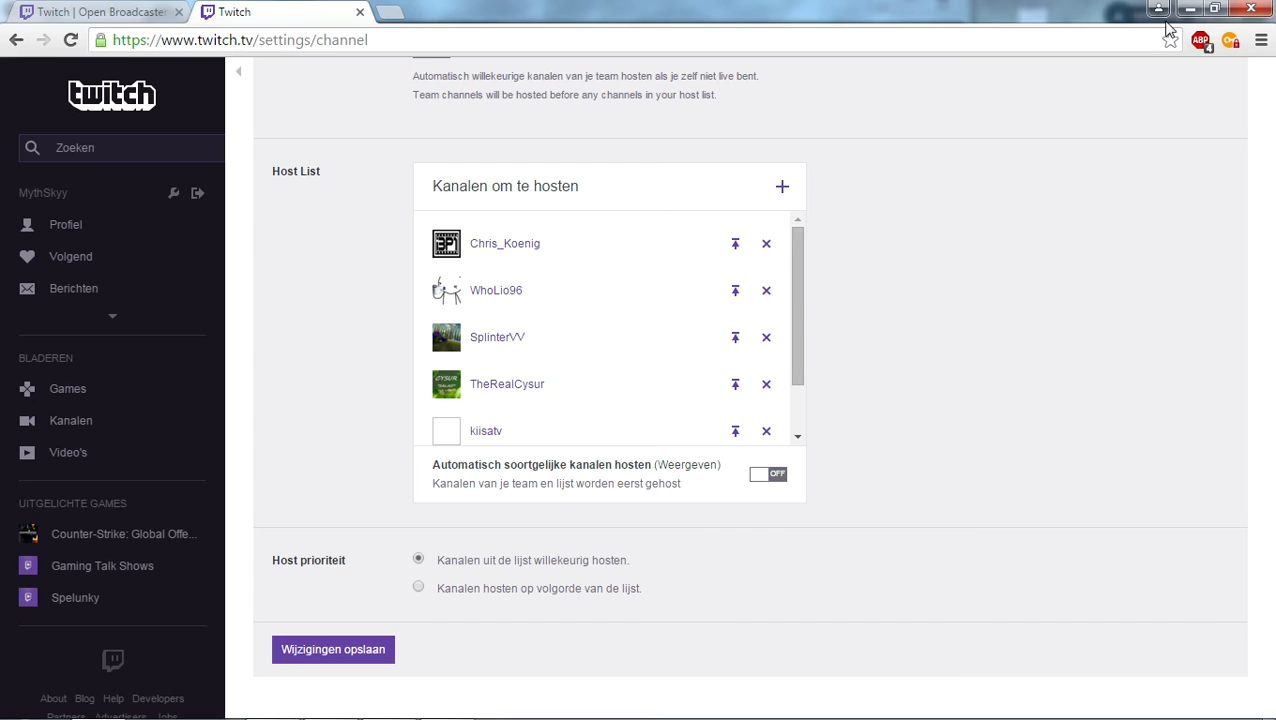 Twitch | Open Broadcaster
Twitch
https://www.twitch.tv/settings/channel
ABP
4
twitch
Zoeken
MythSkyy
Profiel
Volgend
Berichten
BLADEREN
Games
Kanalen
Video's
UITGELICHTE GAMES
Counter-Strike: Global Offe...
Gaming Talk Shows
Spelunky
About Blog Help Developers
Partners Advertisers Jobs
Automatisch willekeurige kanalen van je team hosten als je zelf niet live bent.
Team channels will be hosted before any channels in your host list.
Host List
Kanalen om te hosten
Chris_Koenig
WhoLio96
SplinterVV
TheRealCysur
kiisatv
Automatisch soortgelijke kanalen hosten (Weergeven)
OFF
Kanalen van je team en lijst worden eerst gehost
Host prioriteit
Kanalen uit de lijst willekeurig hosten.
Kanalen hosten op volgorde van de lijst.
Wijzigingen opslaan